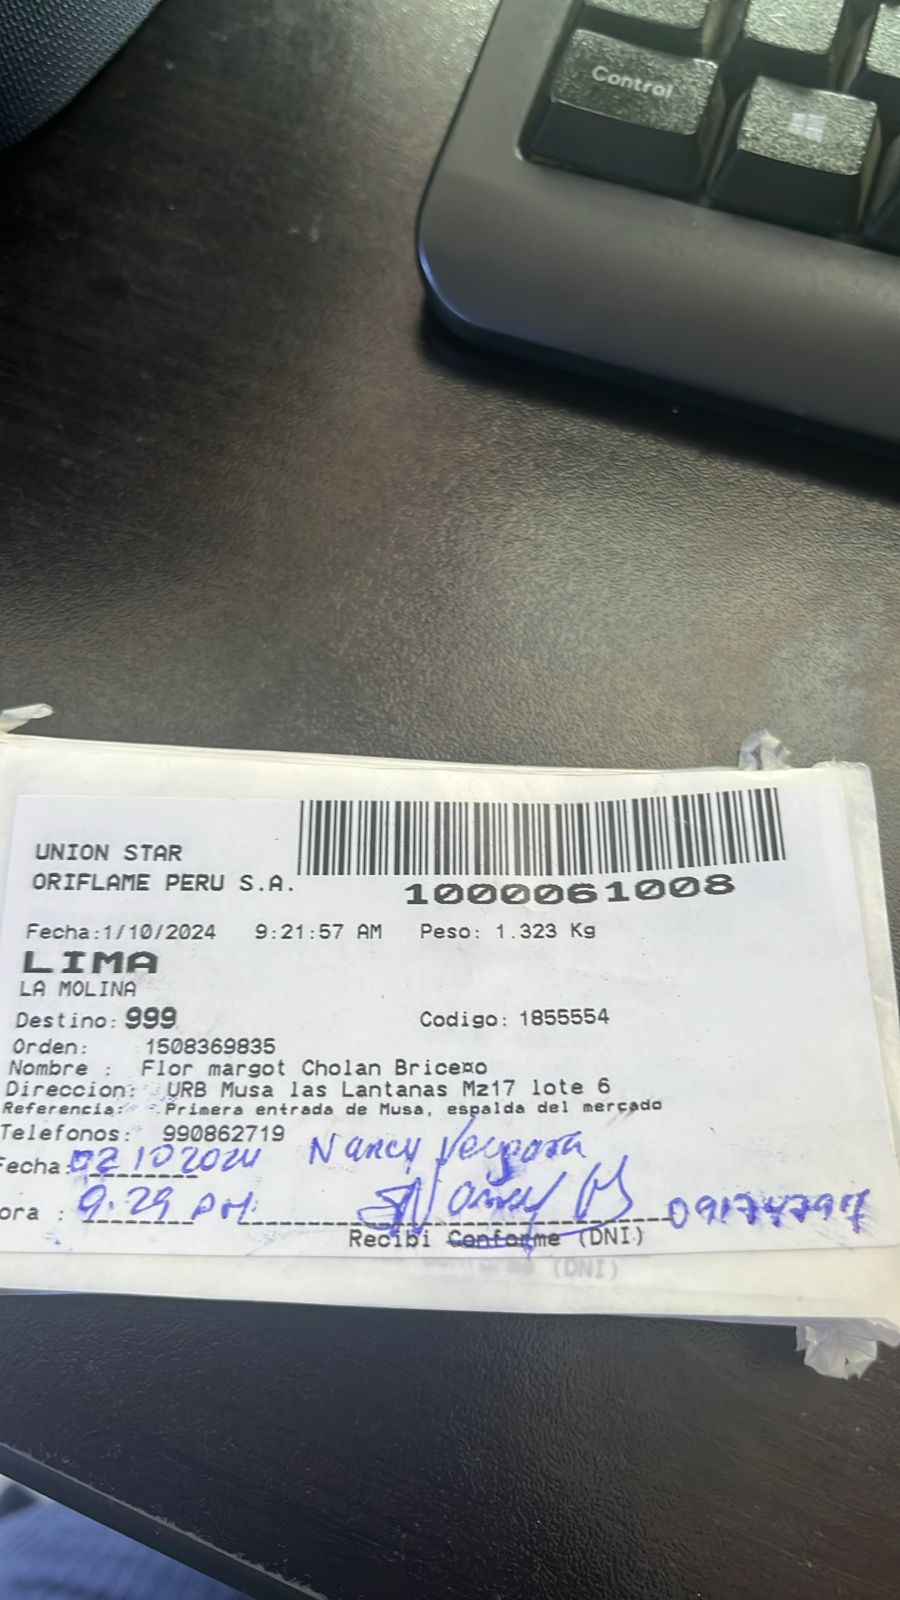 Control
UNION STAR
ORIFLAME PERU S.A.
1000061008
Fecha:1/10/2024 9:21:57 AM Peso: 1.323 Kg
LIMA
LA MOLINA
Destino: 999 Codigo: 1855554
Orden: 1508369835
Nombre : Flor margot Cholan Brice¤o
Direccion: URB Musa las Lantanas Mz17 lote 6
Referencia: Primera entrada de Musa, espalda del mercado
Telefonos: 990862719
Fecha: 02 10 2024 Nancy Vergara
ora : 9:29 PM
Recibi Conforme (DNI)